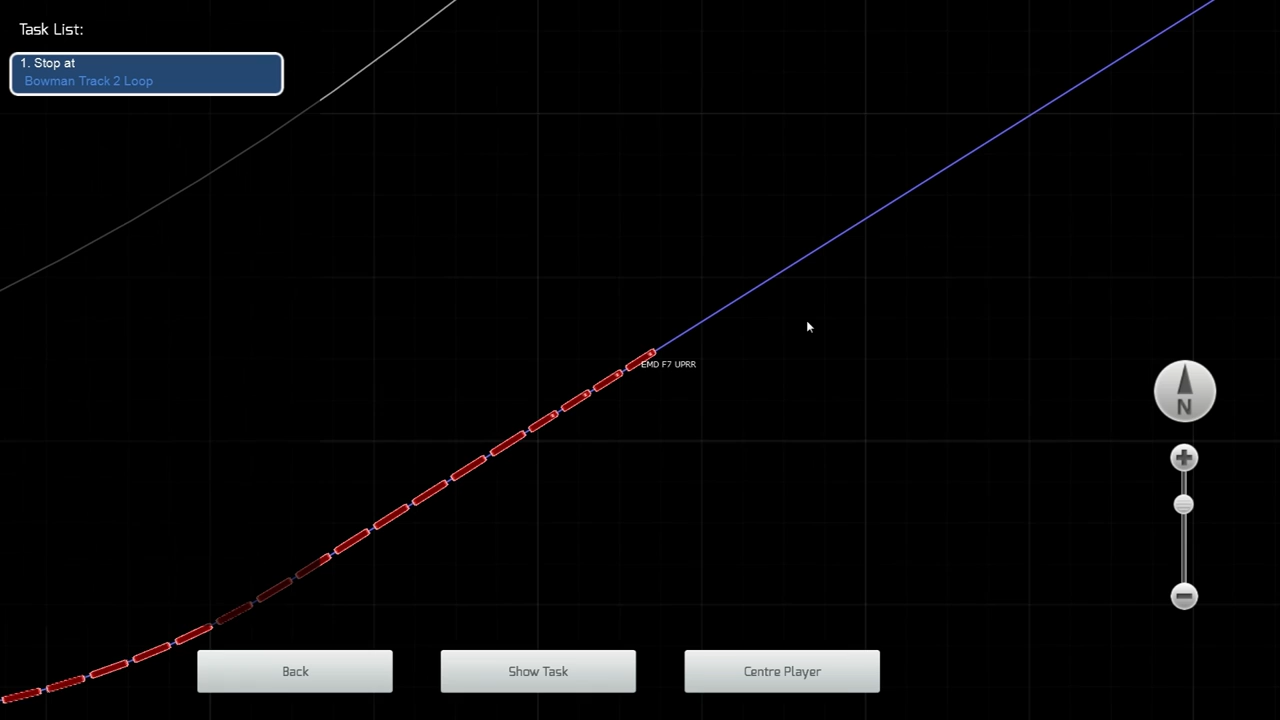 Task List:
1. Stop at
Bowman Track 2 Loop
EMD F7 UPRR
N
Back
Show Task
Centre Player